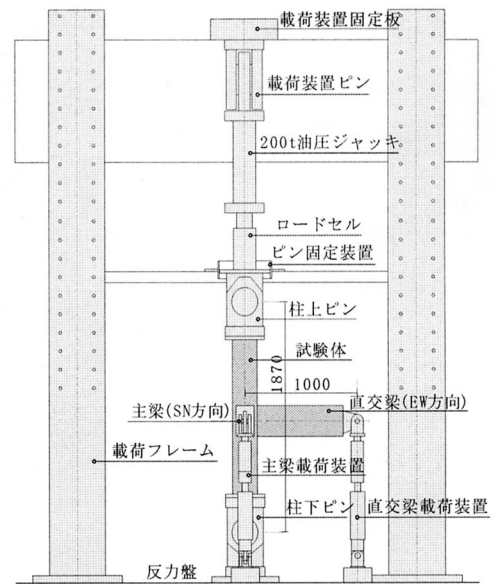 載荷装置固定板
載荷装置ピン
200t油圧ジャッキ
ロードセル
ピン固定装置
柱上ピン
試験体
1870
1000
主梁(SN方向)
直交梁(EW方向)
載荷フレーム
主梁載荷装置
柱下ピン
直交梁載荷装置
反力盤